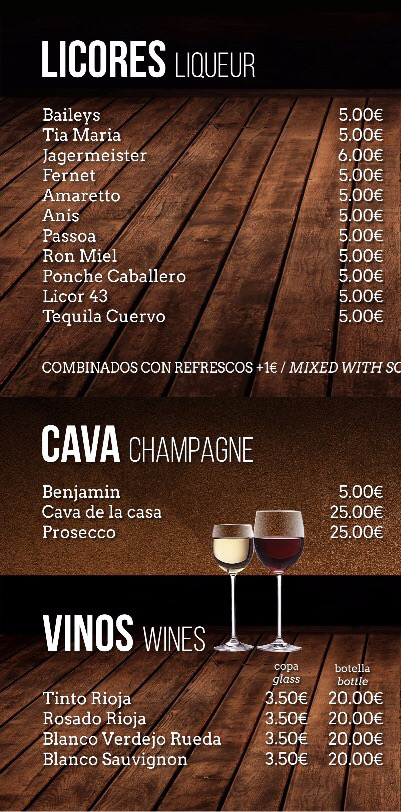 LICORES LIQUEUR
Baileys 5.00€
Tia Maria 5.00€
Jagermeister 6.00€
Fernet 5.00€
Amaretto 5.00€
Anis 5.00€
Passoa 5.00€
Ron Miel 5.00€
Ponche Caballero 5.00€
Licor 43 5.00€
Tequila Cuervo 5.00€
COMBINADOS CON REFRESCOS +1€ / MIXED WITH SO
CAVA CHAMPAGNE
Benjamin 5.00€
Cava de la casa 25.00€
Prosecco 25.00€
VINOS WINES
copa botella
glass bottle
Tinto Rioja 3.50€ 20.00€
Rosado Rioja 3.50€ 20.00€
Blanco Verdejo Rueda 3.50€ 20.00€
Blanco Sauvignon 3.50€ 20.00€